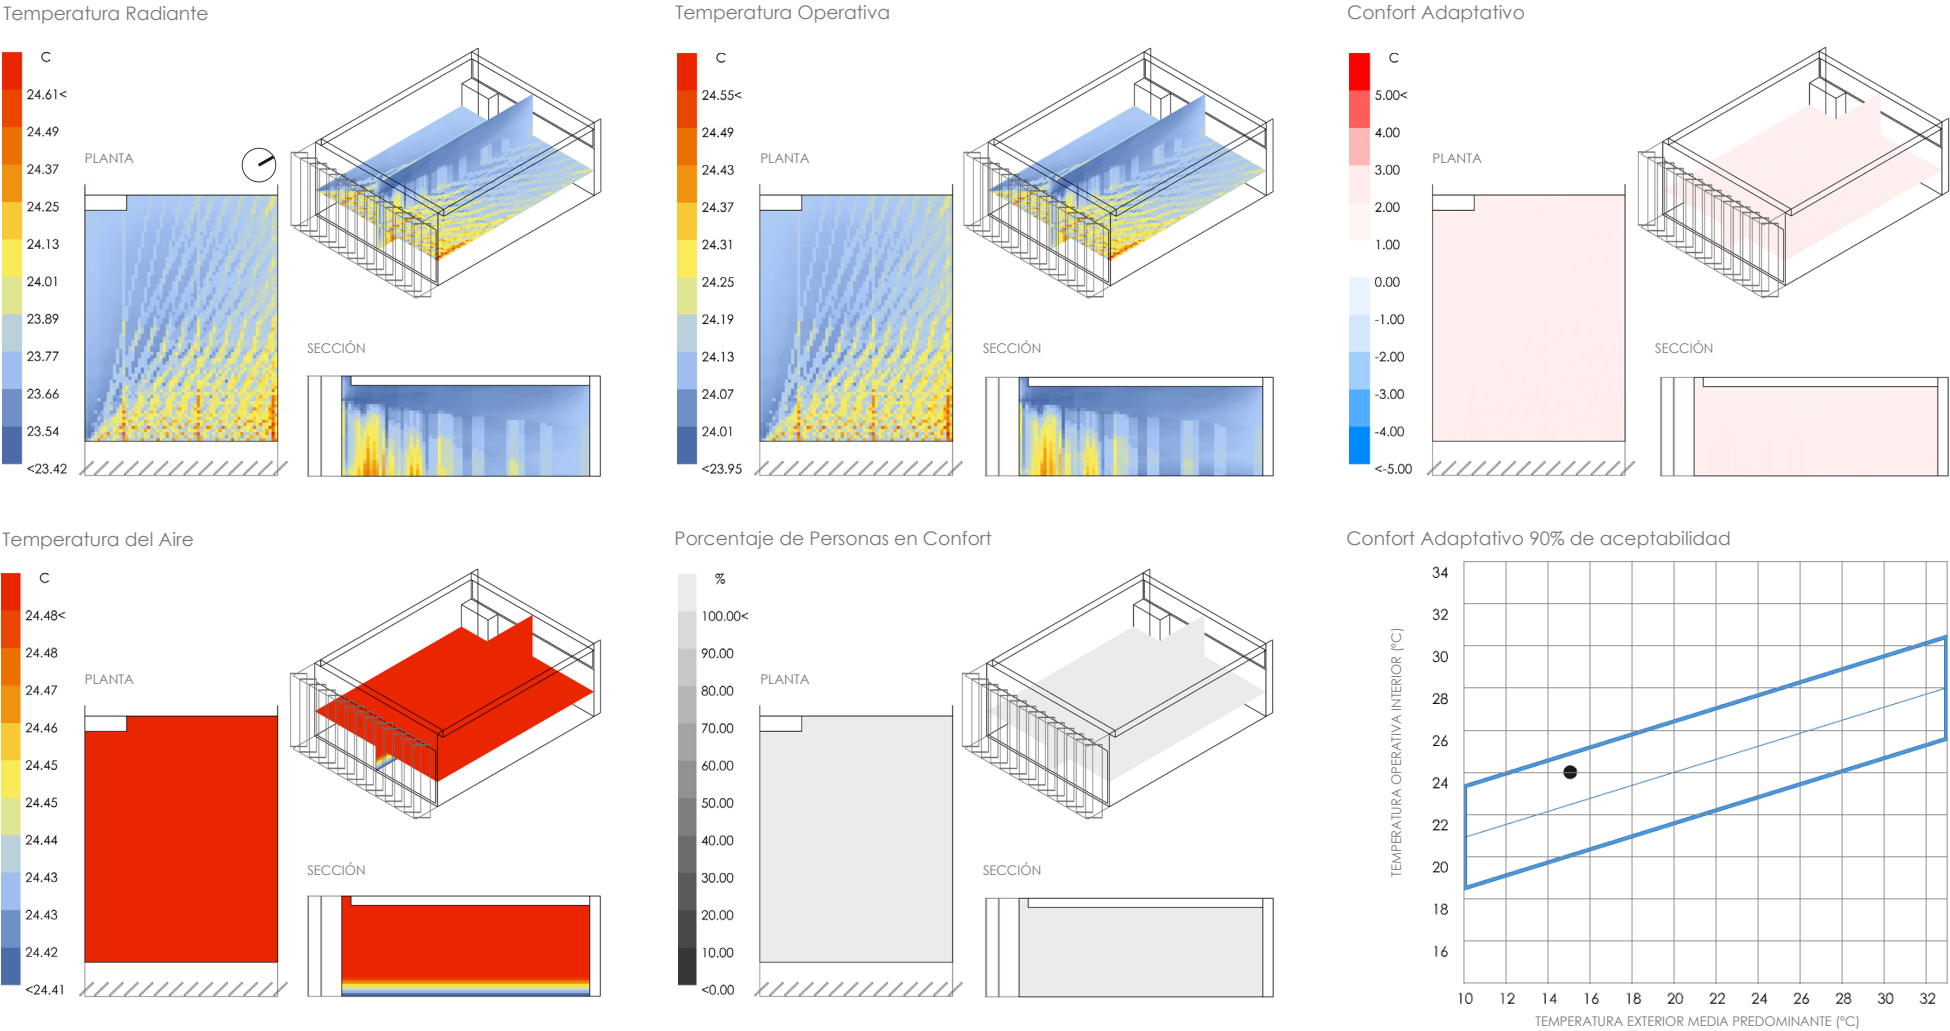 Temperatura Radiante
C
24.61<
24.49
24.37
24.25
24.13
24.01
23.89
23.77
23.66
23.54
<23.42
PLANTA
SECCIÓN
Temperatura Operativa
C
24.55<
24.49
24.43
24.37
24.31
24.25
24.19
24.13
24.07
24.01
<23.95
PLANTA
SECCIÓN
Confort Adaptativo
C
5.00<
4.00
3.00
2.00
1.00
0.00
-1.00
-2.00
-3.00
-4.00
<-5.00
PLANTA
SECCIÓN
Temperatura del Aire
C
24.48<
24.48
24.47
24.46
24.45
24.45
24.44
24.43
24.43
24.42
<24.41
PLANTA
SECCIÓN
Porcentaje de Personas en Confort
%
100.00<
90.00
80.00
70.00
60.00
50.00
40.00
30.00
20.00
10.00
<0.00
PLANTA
SECCIÓN
Confort Adaptativo 90% de aceptabilidad
TEMPERATURA OPERATIVA INTERIOR (ºC)
34
32
30
28
26
24
22
20
18
16
10 12 14 16 18 20 22 24 26 28 30 32
TEMPERATURA EXTERIOR MEDIA PREDOMINANTE (ºC)